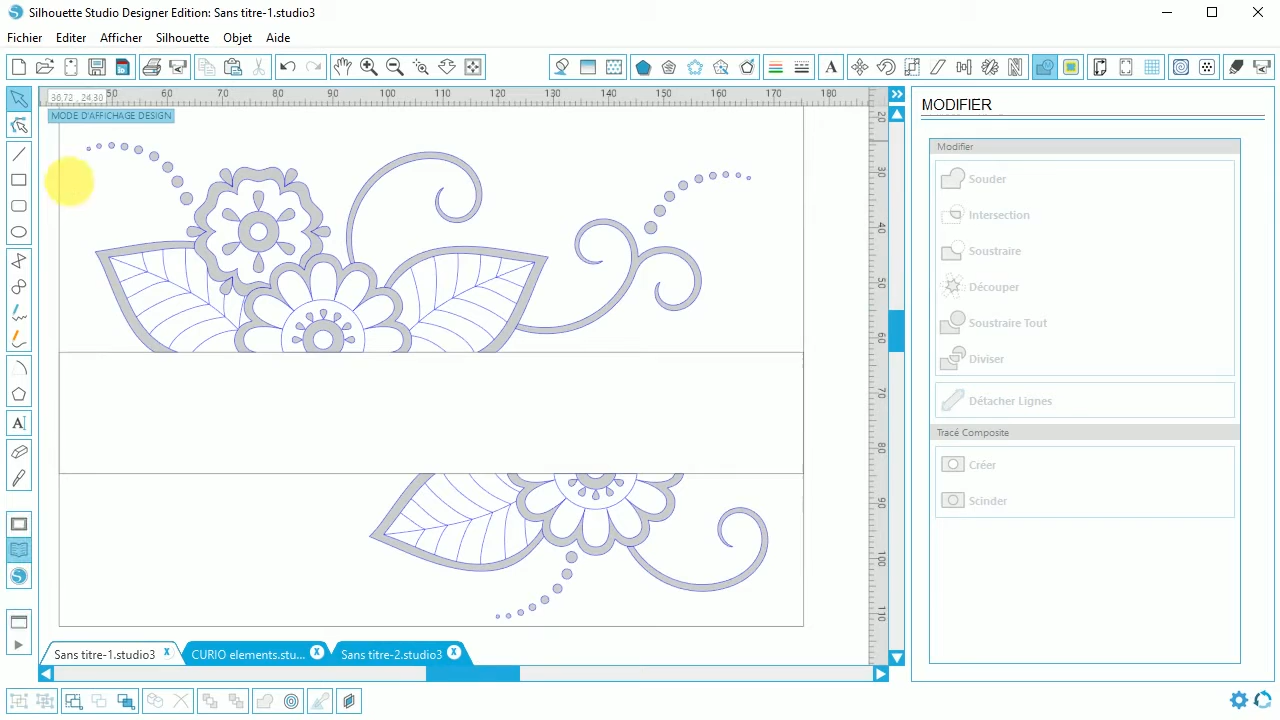 Silhouette Studio Designer Edition: Sans titre-1.studio3
Fichier Editer Afficher Silhouette Objet Aide
36.72 , 24.30 50 60 70 80 90 100 110 120 130 140 150 160 170 180
MODE D'AFFICHAGE DESIGN
20
30
40
50
60
70
80
90
100
110
MODIFIER
Modifier
Souder
Intersection
Soustraire
Découper
Soustraire Tout
Diviser
Détacher Lignes
Tracé Composite
Créer
Scinder
Sans titre-1.studio3 x CURIO elements.stu... x Sans titre-2.studio3 x